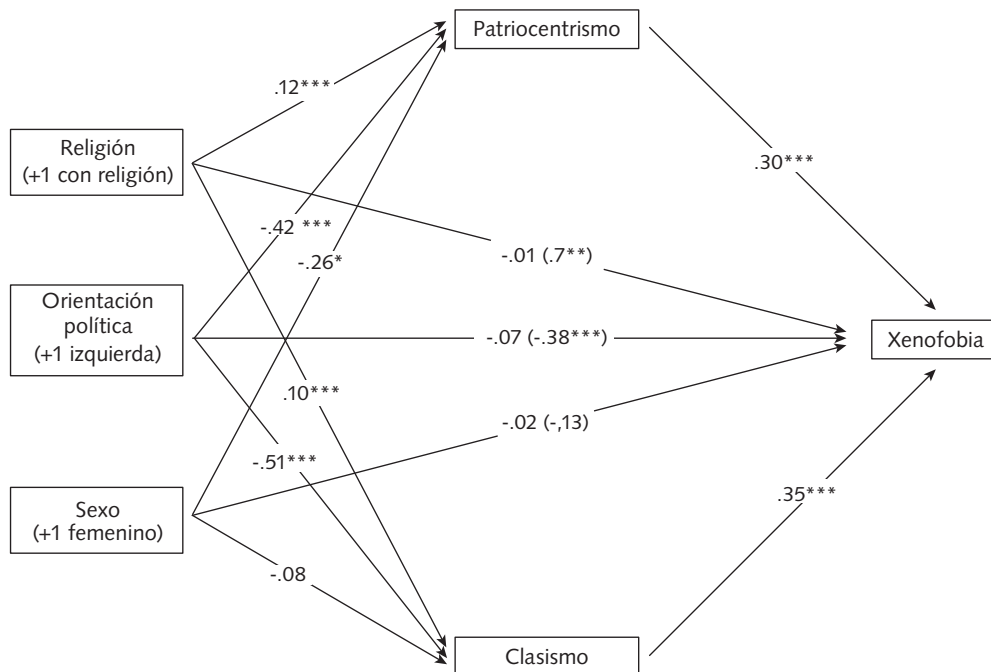 Patriocentrismo
.12***
Religión
(+1 con religión)
.30***
-.42 ***
-.26*
-.01 (.7**)
Orientación
política
(+1 izquierda)
-.07 (-.38***)
Xenofobia
.10***
-.02 (-,13)
-.51***
.35***
Sexo
(+1 femenino)
-.08
Clasismo